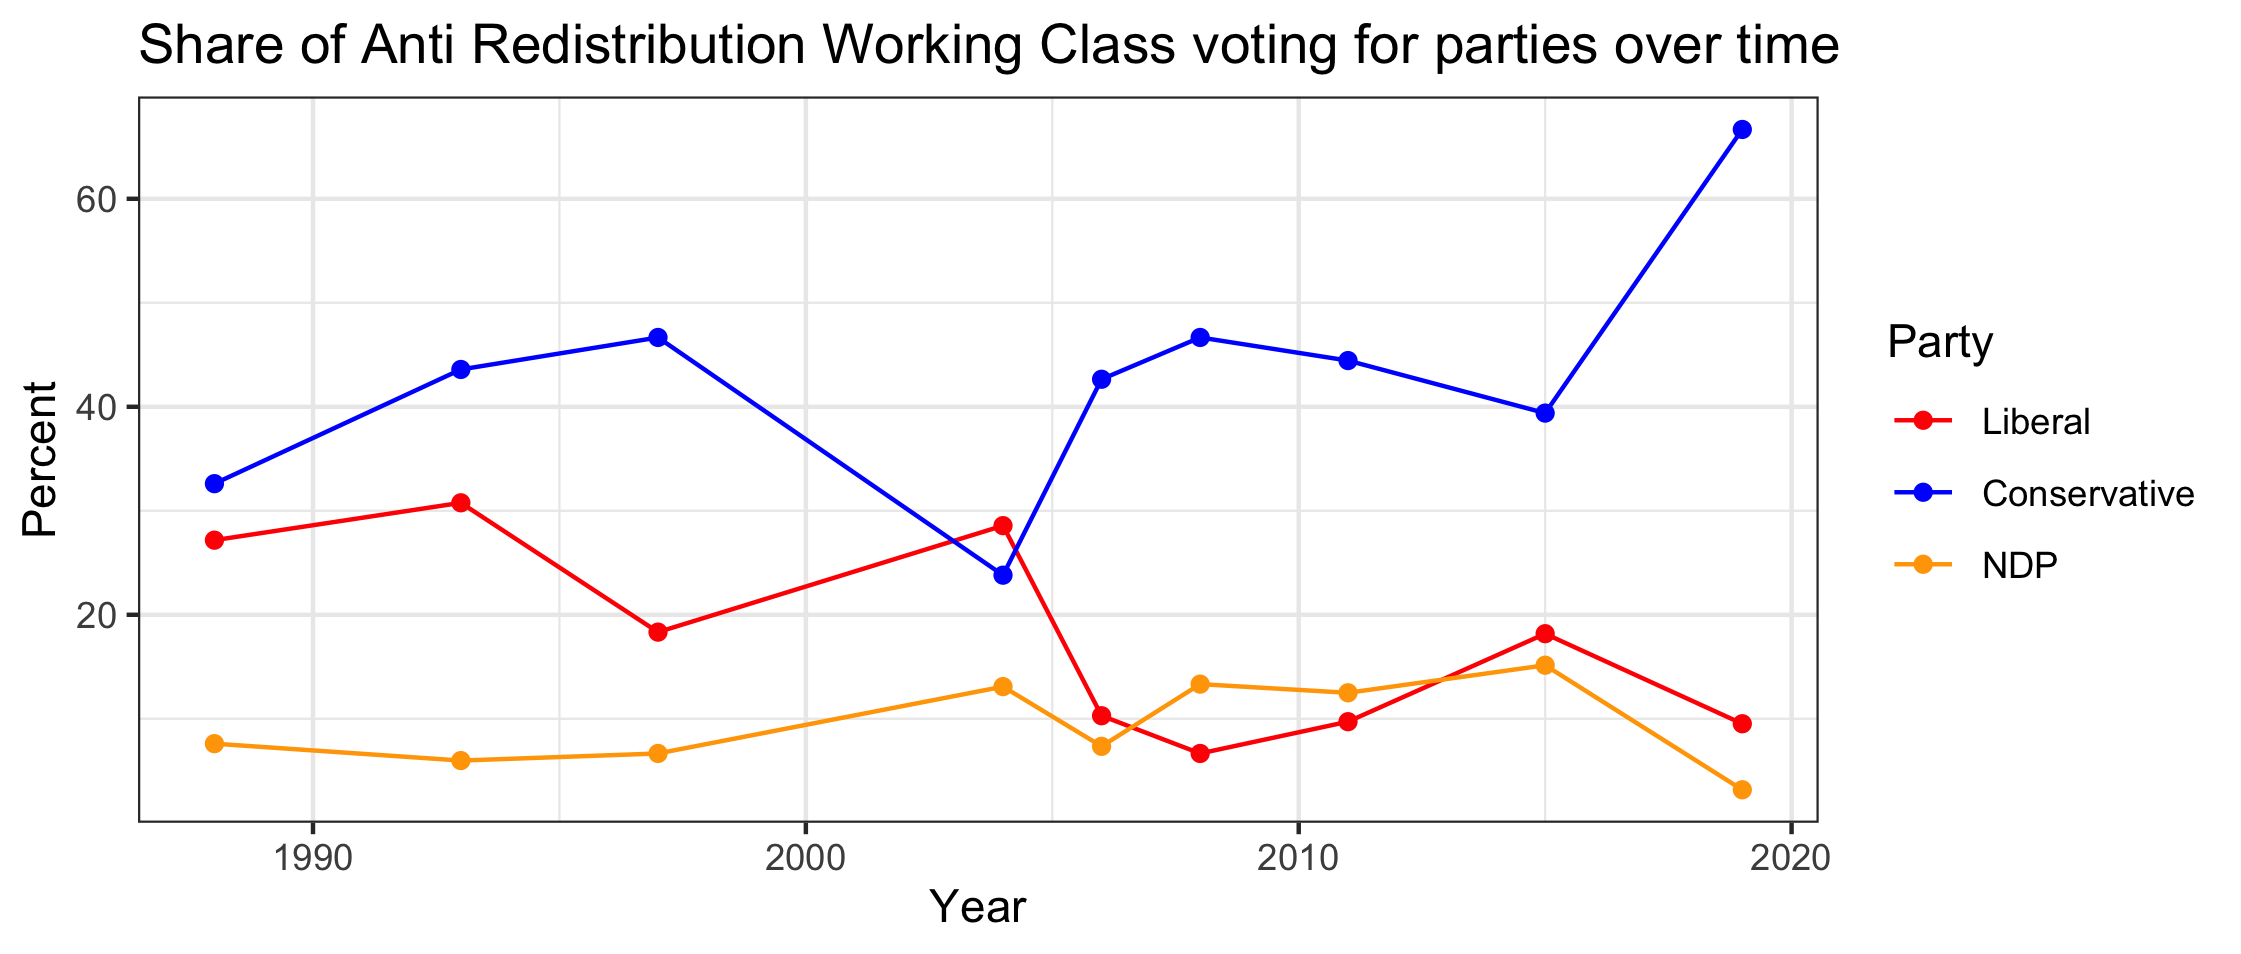 Share of Anti Redistribution Working Class voting for parties over time
60
40
20
Percent
1990 2000 2010 2020
Year
Party
Liberal
Conservative
NDP